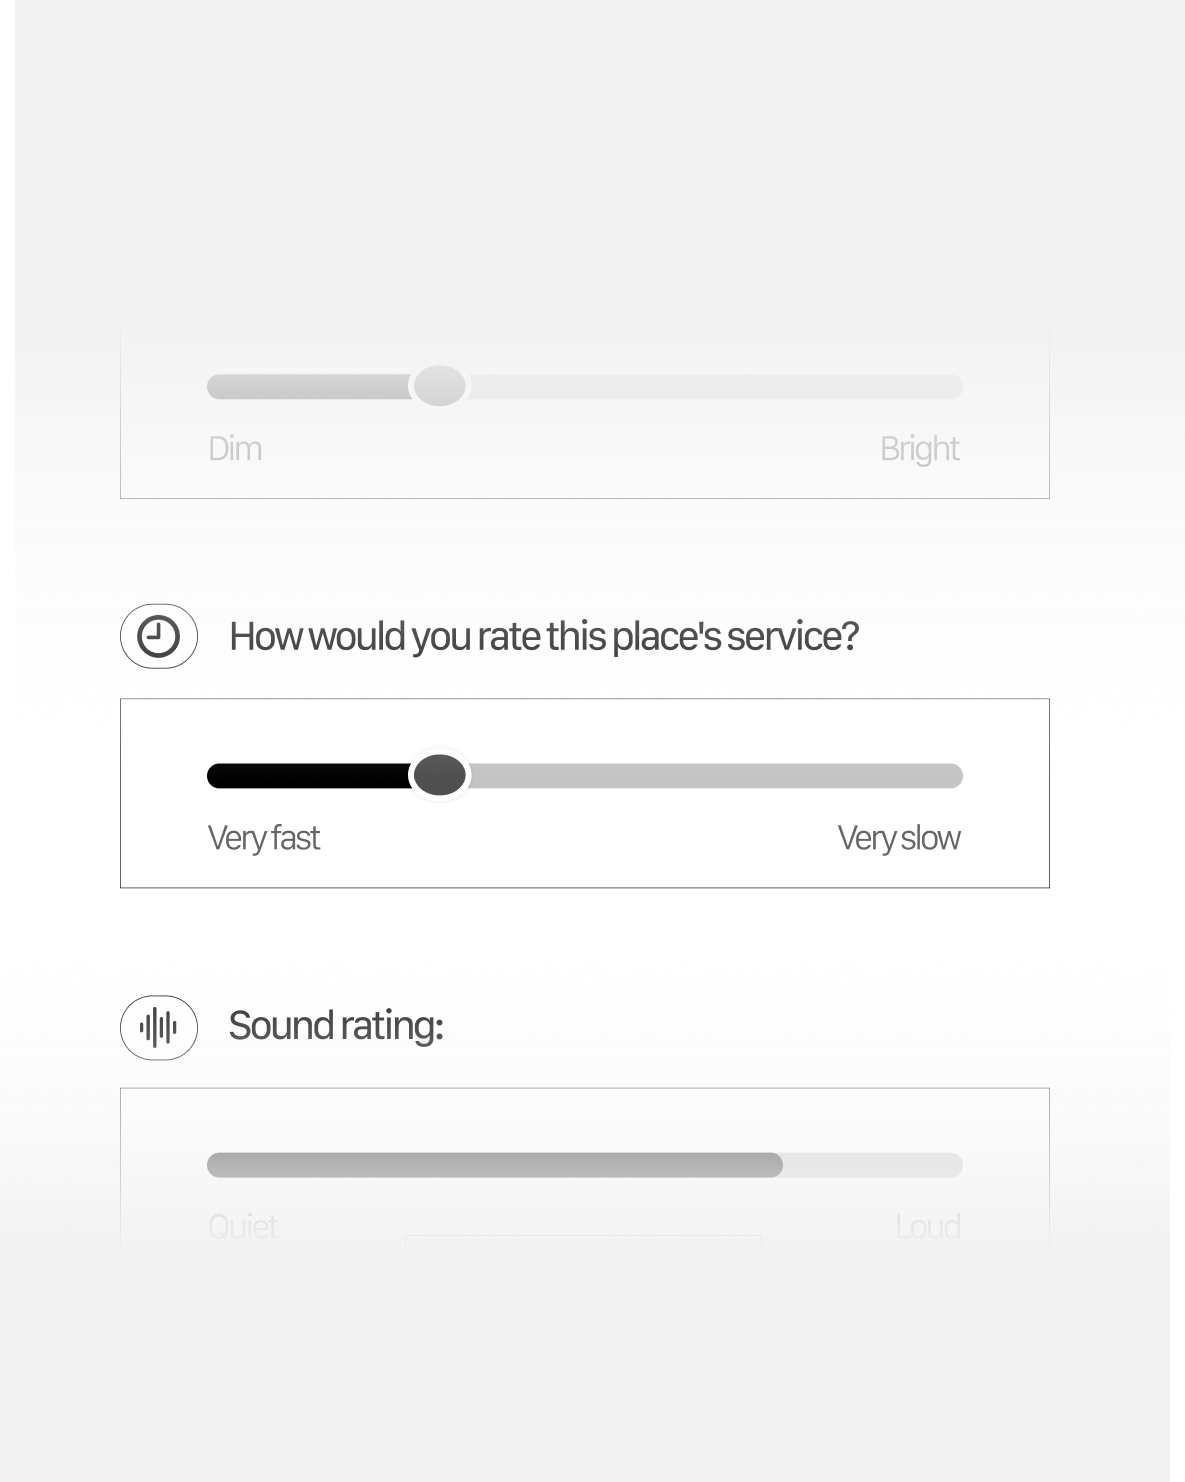 Dim
Bright
How would you rate this place's service?
Very fast
Very slow
Sound rating:
Quiet
Loud